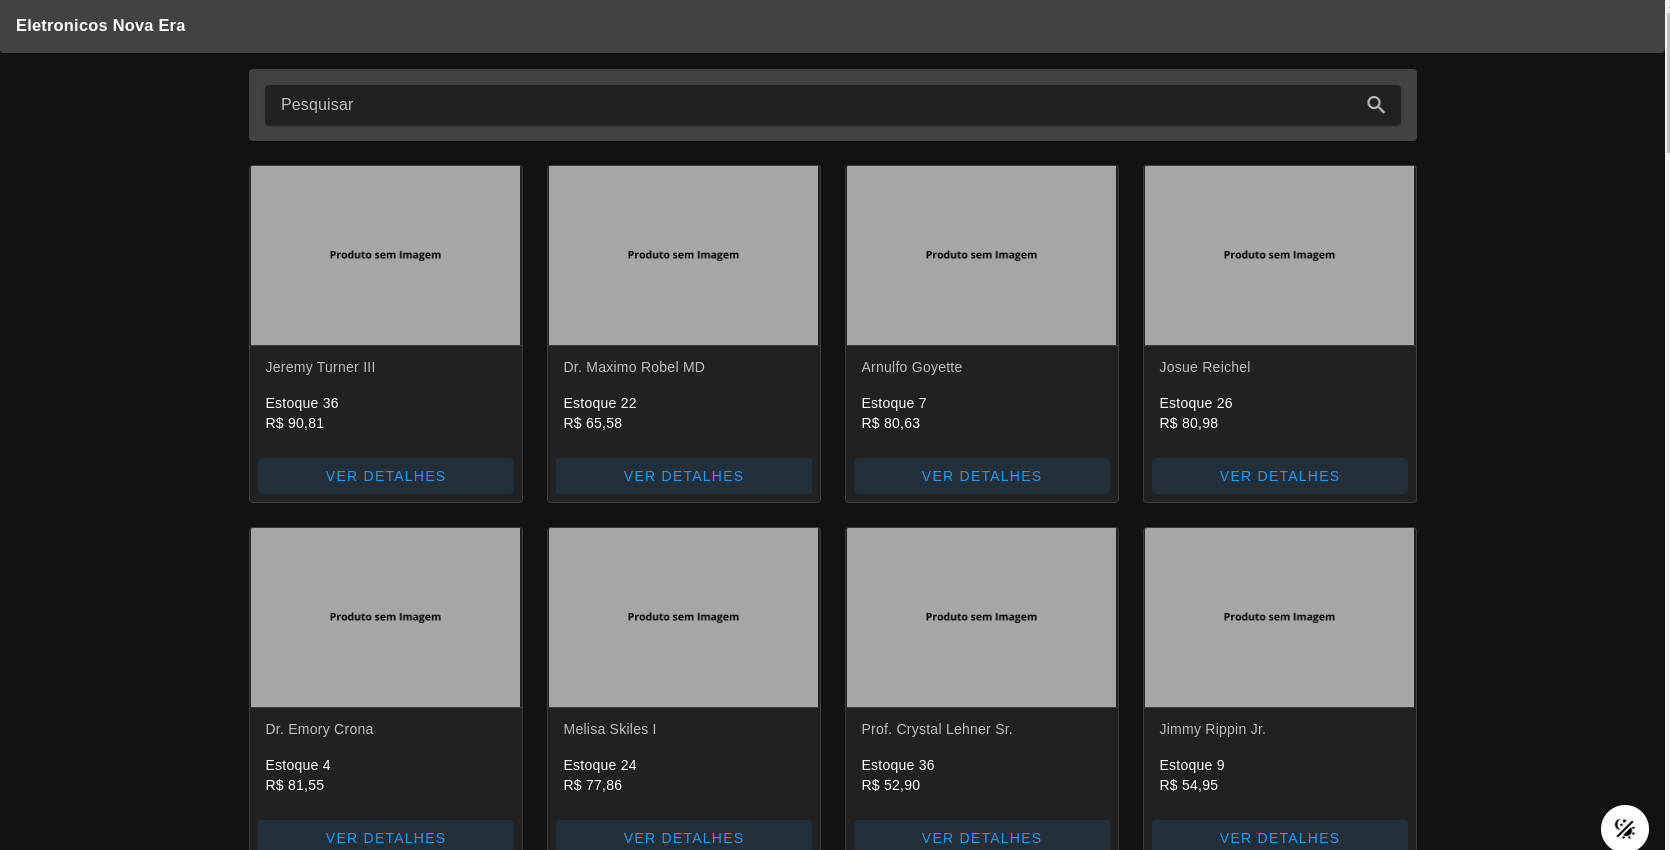 Eletronicos Nova Era
Pesquisar
Produto sem Imagem
Produto sem Imagem
Produto sem Imagem
Produto sem Imagem
Jeremy Turner III
Dr. Maximo Robel MD
Arnulfo Goyette
Josue Reichel
Estoque 36
Estoque 22
Estoque 7
Estoque 26
R$ 90,81
R$ 65,58
R$ 80,63
R$ 80,98
VER DETALHES
VER DETALHES
VER DETALHES
VER DETALHES
Produto sem Imagem
Produto sem Imagem
Produto sem Imagem
Produto sem Imagem
Dr. Emory Crona
Melisa Skiles I
Prof. Crystal Lehner Sr.
Jimmy Rippin Jr.
Estoque 4
Estoque 24
Estoque 36
Estoque 9
R$ 81,55
R$ 77,86
R$ 52,90
R$ 54,95
VER DETALHES
VER DETALHES
VER DETALHES
VER DETALHES